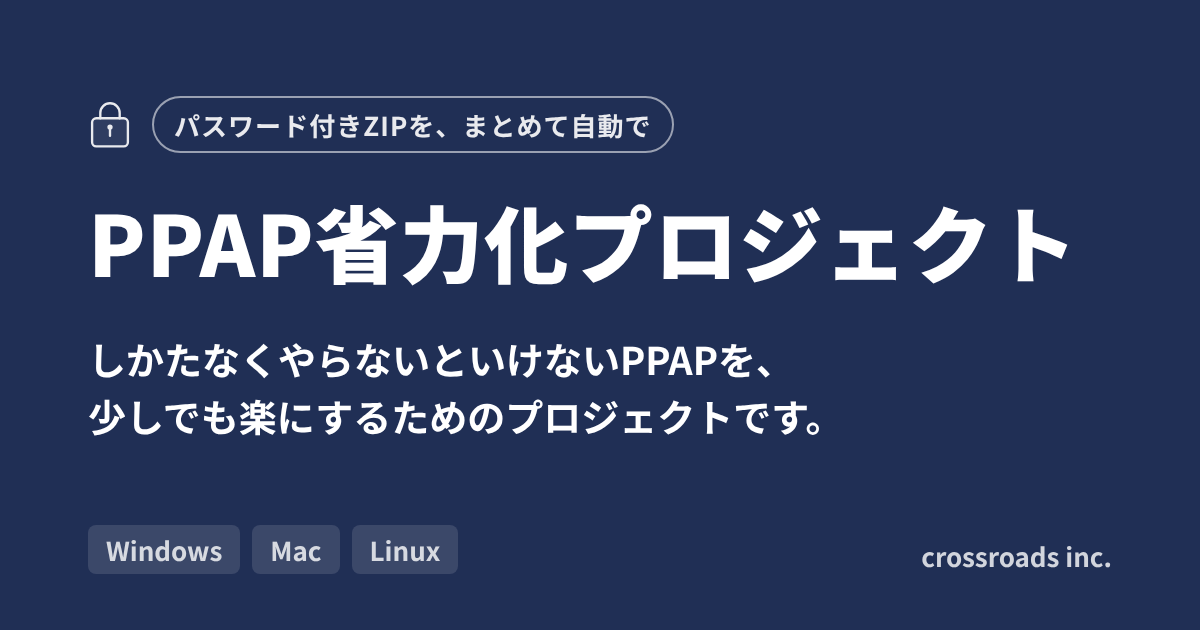 パスワード付きZIPを、まとめて自動で
PPAP省力化プロジェクト
しかたなくやらないといけないPPAPを、
少しでも楽にするためのプロジェクトです。
Windows
Mac
Linux
crossroads inc.